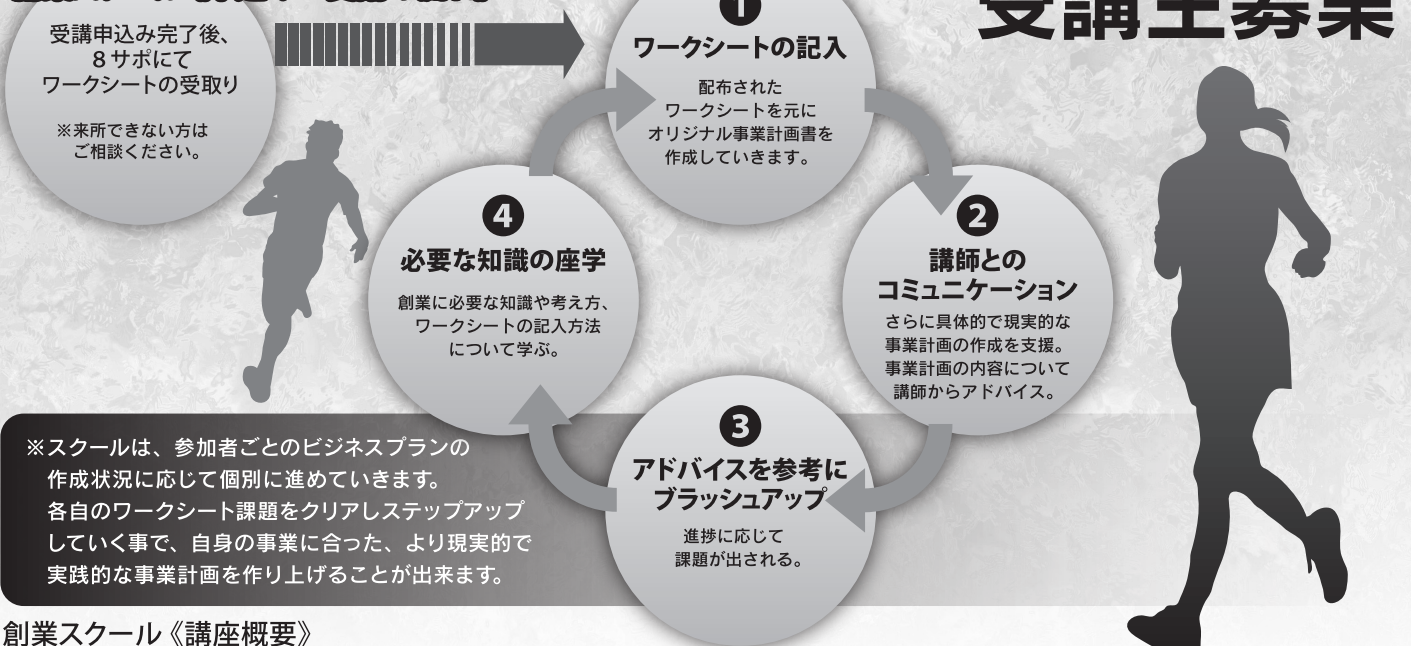 受講生募集
受講申込み完了後、
8サポにて
ワークシートの受取り
※来所できない方は
ご相談ください。
1
ワークシートの記入
配布された
ワークシートを元に
オリジナル事業計画書を
作成していきます。
2
講師との
コミュニケーション
さらに具体的で現実的な
事業計画の作成を支援。
事業計画の内容について
講師からアドバイス。
3
アドバイスを参考に
ブラッシュアップ
進捗に応じて
課題が出される。
4
必要な知識の座学
創業に必要な知識や考え方、
ワークシートの記入方法
について学ぶ。
※スクールは、参加者ごとのビジネスプランの
作成状況に応じて個別に進めていきます。
各自のワークシート課題をクリアしステップアップ
していく事で、自身の事業に合った、より現実的で
実践的な事業計画を作り上げることが出来ます。
創業スクール《講座概要》